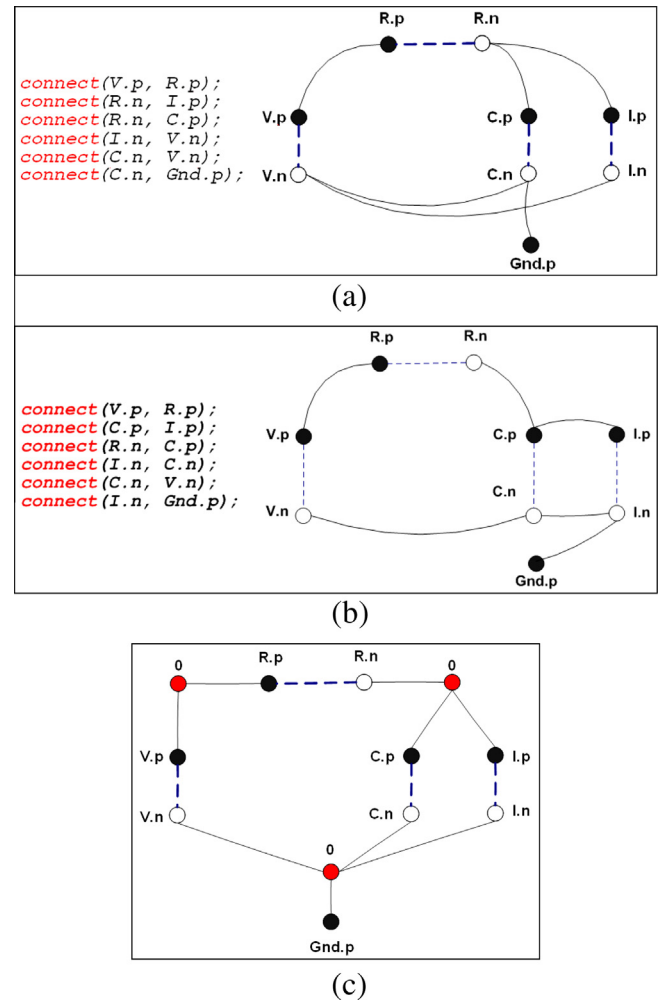 R.p R.n
connect(V.p, R.p);
connect(R.n, I.p);
connect(R.n, C.p);
connect(I.n, V.n);
connect(C.n, V.n);
connect(C.n, Gnd.p);
V.p C.p I.p
V.n C.n I.n
Gnd.p
(a)
R.p R.n
connect(V.p, R.p);
connect(C.p, I.p);
connect(R.n, C.p);
connect(I.n, C.n);
connect(C.n, V.n);
connect(I.n, Gnd.p);
V.p C.p I.p
C.n
V.n I.n
Gnd.p
(b)
0 R.p R.n 0
V.p C.p I.p
V.n C.n I.n
0
Gnd.p
(c)